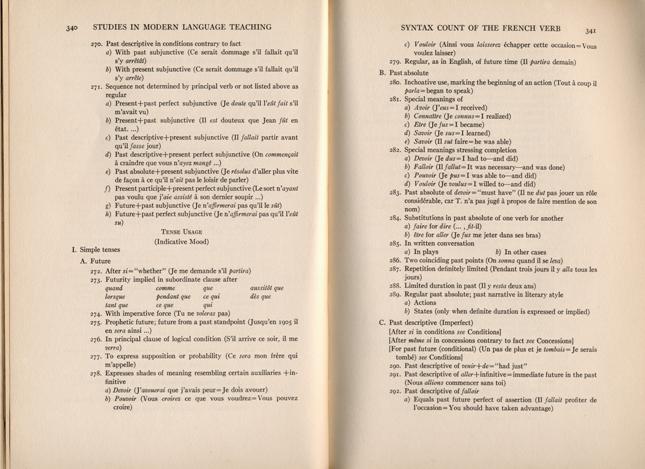 340 STUDIES IN MODERN LANGUAGE TEACHING
270. Past descriptive in conditions contrary to fact
a) With past subjunctive (Ce serait dommage s'il fallait qu'il
s'y arrêtât)
b) With present subjunctive (Ce serait dommage s'il fallait qu'il
s'y arrête)
271. Sequence not determined by principal verb or not listed above as
regular
a) Present+past perfect subjunctive (Je doute qu'il l'eût fait s'il
m'avait vu)
b) Present+past subjunctive (Il est douteux que Jean fût en
état. ...)
c) Past descriptive+present subjunctive (Il fallait partir avant
qu'il fasse jour)
d) Past descriptive+present perfect subjunctive (On commençait
à craindre que vous n'ayez mangé ...)
e) Past absolute+present subjunctive (Je résolus d'aller plus vite
de façon à ce qu'il n'ait pas le loisir de parler)
f) Present participle+present perfect subjunctive (Le sort n'ayant
pas voulu que j'aie assisté à son dernier soupir ...)
g) Future+past subjunctive (Je n'affirmerai pas qu'il le sût)
h) Future+past perfect subjunctive (Je n'affirmerai pas qu'il l'eût
su)
TENSE USAGE
(Indicative Mood)
I. Simple tenses
A. Future
272. After si="whether" (Je me demande s'il partira)
273. Futurity implied in subordinate clause after
quand comme que aussitôt que
lorsque pendant que ce qui dès que
tant que ce que qui
274. With imperative force (Tu ne voleras pas)
275. Prophetic future; future from a past standpoint (Jusqu'en 1905 il
en sera ainsi ...)
276. In principal clause of logical condition (S'il arrive ce soir, il me
verra)
277. To express supposition or probability (Ce sera mon frère qui
m'appelle)
278. Expresses shades of meaning resembling certain auxiliaries +in-
finitive
a) Devoir (J'avouerai que j'avais peur=Je dois avouer)
b) Pouvoir (Vous croirez ce que vous voudrez=Vous pouvez
croire)
SYNTAX COUNT OF THE FRENCH VERB 341
c) Vouloir (Ainsi vous laisserez échapper cette occasion=Vous
voulez laisser)
279. Regular, as in English, of future time (Il partira demain)
B. Past absolute
280. Inchoative use, marking the beginning of an action (Tout à coup il
parla=began to speak)
281. Special meanings of
a) Avoir (J'eus=I received)
b) Connaître (Je connus=I realized)
c) Etre (Je fus=I became)
d) Savoir (Je sus=I learned)
e) Savoir (Il sut faire=he was able)
282. Special meanings stressing completion
a) Devoir (Je dus=I had to—and did)
b) Falloir (Il fallut=It was necessary—and was done)
c) Pouvoir (Je pus=I was able to—and did)
d) Vouloir (Je voulus=I willed to—and did)
283. Past absolute of devoir="must have" (Il ne dut pas jouer un rôle
considérable, car T. n'a pas jugé à propos de faire mention de son
nom)
284. Substitutions in past absolute of one verb for another
a) faire for dire (... , fit-il)
b) être for aller (Je fus me jeter dans ses bras)
285. In written conversation
a) In plays b) In other cases
286. Two coinciding past points (On sonna quand il se leva)
287. Repetition definitely limited (Pendant trois jours il y alla tous les
jours)
288. Limited duration in past (Il y resta deux ans)
289. Regular past absolute; past narrative in literary style
a) Actions
b) States (only when definite duration is expressed or implied)
C. Past descriptive (Imperfect)
[After si in conditions see Conditions]
[After même si in concessions contrary to fact see Concessions]
[For past future (conditional) (Un pas de plus et je tombais=Je serais
tombé) see Conditions]
290. Past descriptive of venir+de="had just"
291. Past descriptive of aller+infinitive=immediate future in the past
(Nous allions commencer sans toi)
292. Past descriptive of falloir
a) Equals past future perfect of assertion (Il fallait profiter de
l'occasion=You should have taken advantage)